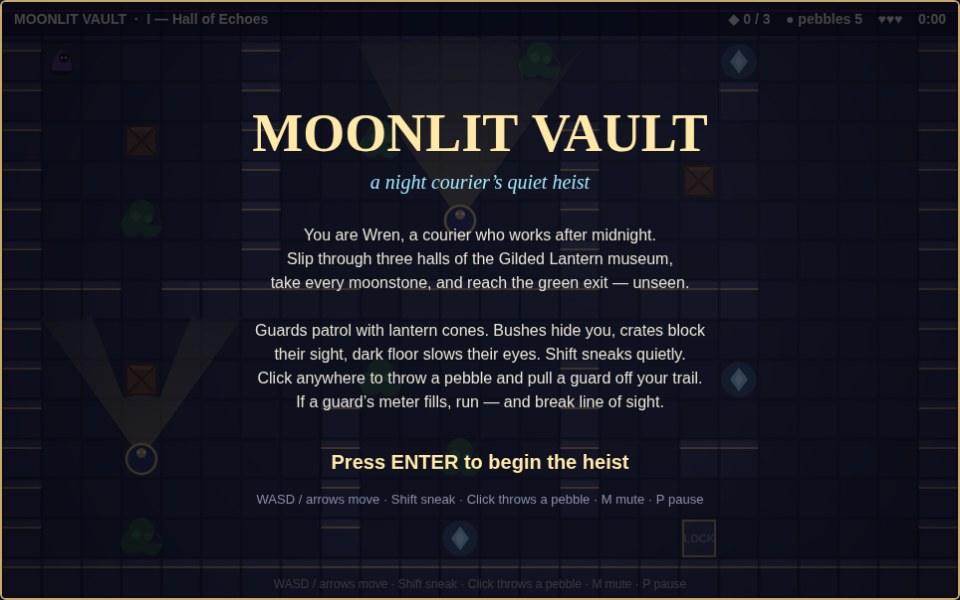 MOONLIT VAULT · I — Hall of Echoes ◆ 0 / 3 ● pebbles 5 ♥♥♥ 0:00
MOONLIT VAULT
a night courier’s quiet heist
You are Wren, a courier who works after midnight.
Slip through three halls of the Gilded Lantern museum,
take every moonstone, and reach the green exit — unseen.
Guards patrol with lantern cones. Bushes hide you, crates block
their sight, dark floor slows their eyes. Shift sneaks quietly.
Click anywhere to throw a pebble and pull a guard off your trail.
If a guard’s meter fills, run — and break line of sight.
Press ENTER to begin the heist
WASD / arrows move · Shift sneak · Click throws a pebble · M mute · P pause
LOCK
WASD / arrows move · Shift sneak · Click throws a pebble · M mute · P pause